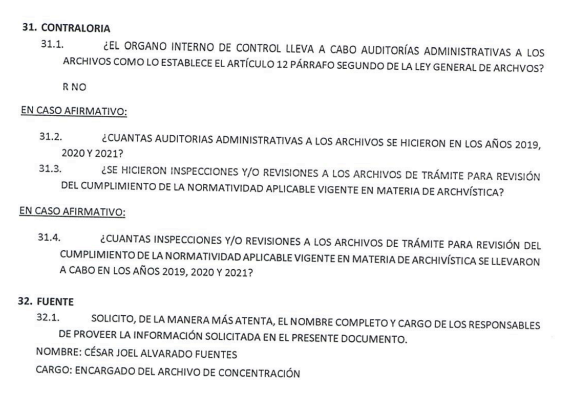 31. CONTRALORIA
31.1. ¿EL ORGANO INTERNO DE CONTROL LLEVA A CABO AUDITORÍAS ADMINISTRATIVAS A LOS
ARCHIVOS COMO LO ESTABLECE EL ARTÍCULO 12 PÁRRAFO SEGUNDO DE LA LEY GENERAL DE ARCHVOS?
R NO
EN CASO AFIRMATIVO:
31.2. ¿CUANTAS AUDITORIAS ADMINISTRATIVAS A LOS ARCHIVOS SE HICIERON EN LOS AÑOS 2019,
2020 Y 2021?
31.3. ¿SE HICIERON INSPECCIONES Y/O REVISIONES A LOS ARCHIVOS DE TRÁMITE PARA REVISIÓN
DEL CUMPLIMIENTO DE LA NORMATIVIDAD APLICABLE VIGENTE EN MATERIA DE ARCHVÍSTICA?
EN CASO AFIRMATIVO:
31.4. ¿CUANTAS INSPECCIONES Y/O REVISIONES A LOS ARCHIVOS DE TRÁMITE PARA REVISIÓN DEL
CUMPLIMIENTO DE LA NORMATIVIDAD APLICABLE VIGENTE EN MATERIA DE ARCHIVÍSTICA SE LLEVARON
A CABO EN LOS AÑOS 2019, 2020 Y 2021?
32. FUENTE
32.1. SOLICITO, DE LA MANERA MÁS ATENTA, EL NOMBRE COMPLETO Y CARGO DE LOS RESPONSABLES
DE PROVEER LA INFORMACIÓN SOLICITADA EN EL PRESENTE DOCUMENTO.
NOMBRE: CÉSAR JOEL ALVARADO FUENTES
CARGO: ENCARGADO DEL ARCHIVO DE CONCENTRACIÓN